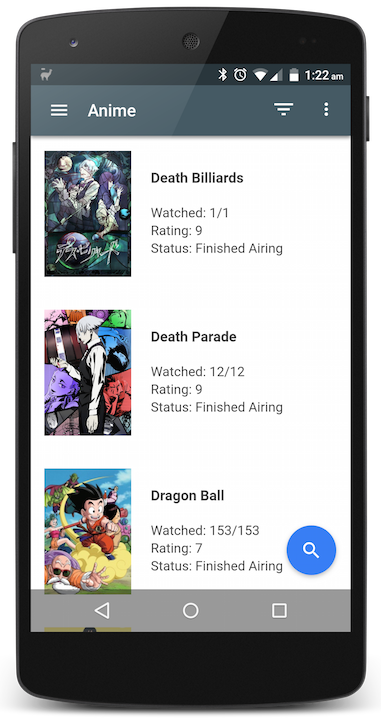 1:22 am
Anime
Death Billiards
Watched: 1/1
Rating: 9
Status: Finished Airing
Death Parade
Watched: 12/12
Rating: 9
Status: Finished Airing
Dragon Ball
Watched: 153/153
Rating: 7
Status: Finished Airing